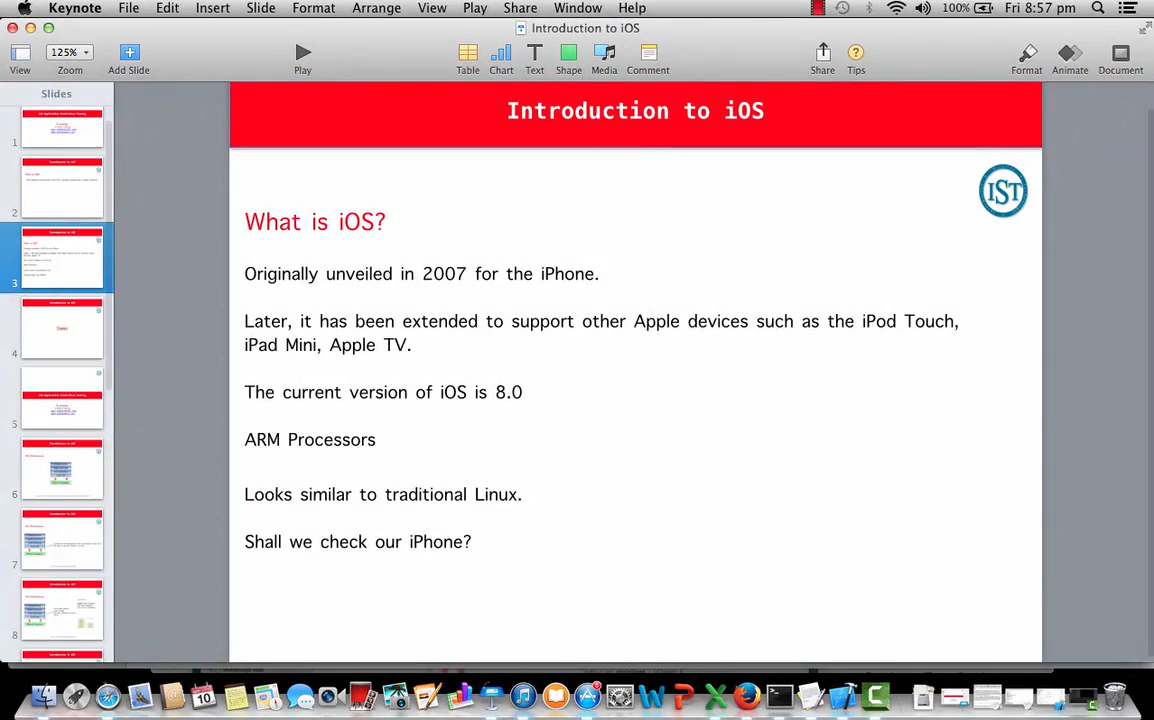 Keynote File Edit Insert Slide Format Arrange View Play Share Window Help 100% Fri 8:57 pm
Introduction to iOS
125%
View Zoom Add Slide Play Table Chart Text Shape Media Comment Share Tips Format Animate Document
Slides
1
2
3
4
5
6
7
8
Introduction to iOS
IST
What is iOS?
Originally unveiled in 2007 for the iPhone.
Later, it has been extended to support other Apple devices such as the iPod Touch,
iPad Mini, Apple TV.
The current version of iOS is 8.0
ARM Processors
Looks similar to traditional Linux.
Shall we check our iPhone?